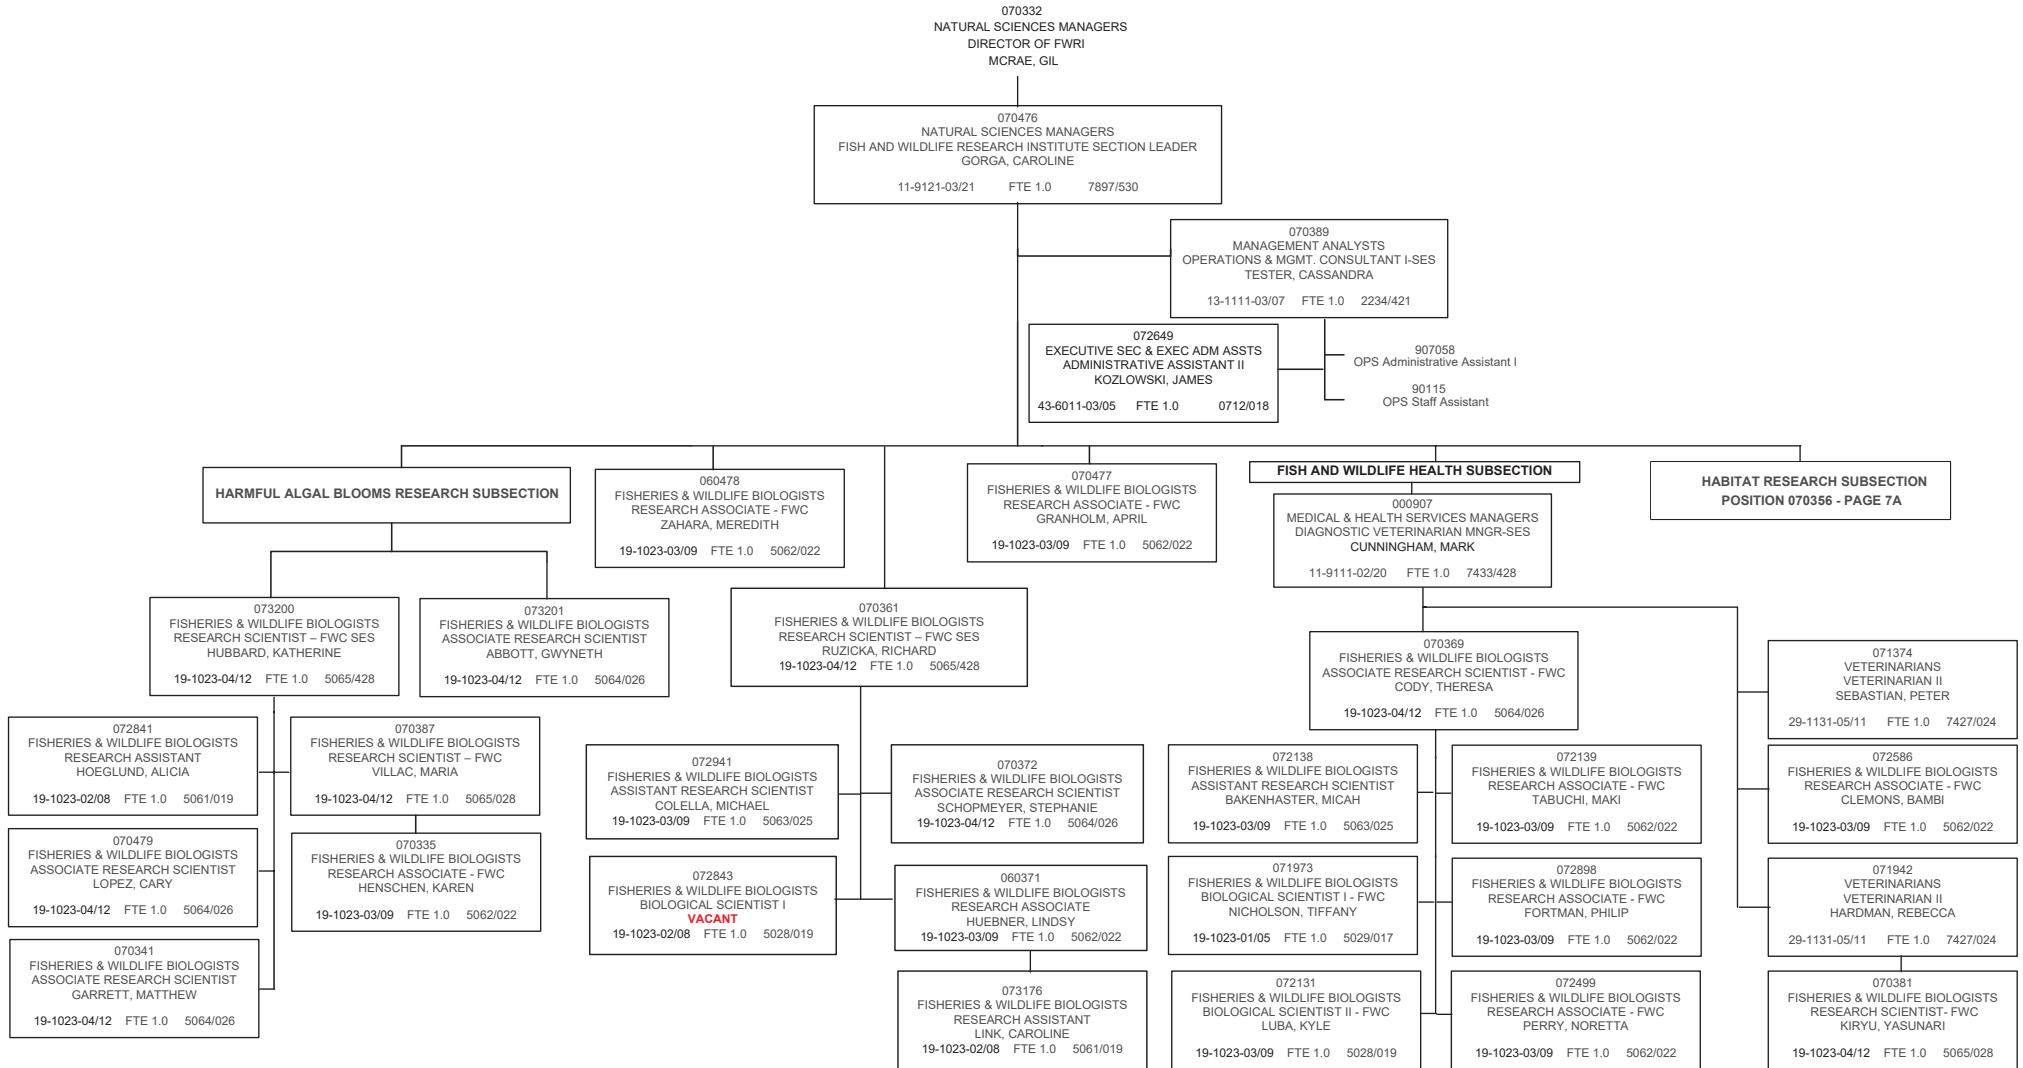 070332
NATURAL SCIENCES MANAGERS
DIRECTOR OF FWRI
MCRAE, GIL
070476
NATURAL SCIENCES MANAGERS
FISH AND WILDLIFE RESEARCH INSTITUTE SECTION LEADER
GORGA, CAROLINE
11-9121-03/21 FTE 1.0 7897/530
070389
MANAGEMENT ANALYSTS
OPERATIONS & MGMT. CONSULTANT I-SES
TESTER, CASSANDRA
13-1111-03/07 FTE 1.0 2234/421
072649
EXECUTIVE SEC & EXEC ADM ASSTS
ADMINISTRATIVE ASSISTANT II
KOZLOWSKI, JAMES
43-6011-03/05 FTE 1.0 0712/018
907058
OPS Administrative Assistant I
90115
OPS Staff Assistant
HARMFUL ALGAL BLOOMS RESEARCH SUBSECTION
060478
FISHERIES & WILDLIFE BIOLOGISTS
RESEARCH ASSOCIATE - FWC
ZAHARA, MEREDITH
19-1023-03/09 FTE 1.0 5062/022
070477
FISHERIES & WILDLIFE BIOLOGISTS
RESEARCH ASSOCIATE - FWC
GRANHOLM, APRIL
19-1023-03/09 FTE 1.0 5062/022
FISH AND WILDLIFE HEALTH SUBSECTION
000907
MEDICAL & HEALTH SERVICES MANAGERS
DIAGNOSTIC VETERINARIAN MNGR-SES
CUNNINGHAM, MARK
11-9111-02/20 FTE 1.0 7433/428
HABITAT RESEARCH SUBSECTION
POSITION 070356 - PAGE 7A
073200
FISHERIES & WILDLIFE BIOLOGISTS
RESEARCH SCIENTIST – FWC SES
HUBBARD, KATHERINE
19-1023-04/12 FTE 1.0 5065/428
073201
FISHERIES & WILDLIFE BIOLOGISTS
ASSOCIATE RESEARCH SCIENTIST
ABBOTT, GWYNETH
19-1023-04/12 FTE 1.0 5064/026
070361
FISHERIES & WILDLIFE BIOLOGISTS
RESEARCH SCIENTIST – FWC SES
RUZICKA, RICHARD
19-1023-04/12 FTE 1.0 5065/428
070369
FISHERIES & WILDLIFE BIOLOGISTS
ASSOCIATE RESEARCH SCIENTIST - FWC
CODY, THERESA
19-1023-04/12 FTE 1.0 5064/026
071374
VETERINARIANS
VETERINARIAN II
SEBASTIAN, PETER
29-1131-05/11 FTE 1.0 7427/024
072841
FISHERIES & WILDLIFE BIOLOGISTS
RESEARCH ASSISTANT
HOEGLUND, ALICIA
19-1023-02/08 FTE 1.0 5061/019
070387
FISHERIES & WILDLIFE BIOLOGISTS
RESEARCH SCIENTIST – FWC
VILLAC, MARIA
19-1023-04/12 FTE 1.0 5065/028
072941
FISHERIES & WILDLIFE BIOLOGISTS
ASSISTANT RESEARCH SCIENTIST
COLELLA, MICHAEL
19-1023-03/09 FTE 1.0 5063/025
070372
FISHERIES & WILDLIFE BIOLOGISTS
ASSOCIATE RESEARCH SCIENTIST
SCHOPMEYER, STEPHANIE
19-1023-04/12 FTE 1.0 5064/026
072138
FISHERIES & WILDLIFE BIOLOGISTS
ASSISTANT RESEARCH SCIENTIST
BAKENHASTER, MICAH
19-1023-03/09 FTE 1.0 5063/025
072139
FISHERIES & WILDLIFE BIOLOGISTS
RESEARCH ASSOCIATE - FWC
TABUCHI, MAKI
19-1023-03/09 FTE 1.0 5062/022
072586
FISHERIES & WILDLIFE BIOLOGISTS
RESEARCH ASSOCIATE - FWC
CLEMONS, BAMBI
19-1023-03/09 FTE 1.0 5062/022
070479
FISHERIES & WILDLIFE BIOLOGISTS
ASSOCIATE RESEARCH SCIENTIST
LOPEZ, CARY
19-1023-04/12 FTE 1.0 5064/026
070335
FISHERIES & WILDLIFE BIOLOGISTS
RESEARCH ASSOCIATE - FWC
HENSCHEN, KAREN
19-1023-03/09 FTE 1.0 5062/022
072843
FISHERIES & WILDLIFE BIOLOGISTS
BIOLOGICAL SCIENTIST I
VACANT
19-1023-02/08 FTE 1.0 5028/019
060371
FISHERIES & WILDLIFE BIOLOGISTS
RESEARCH ASSOCIATE
HUEBNER, LINDSY
19-1023-03/09 FTE 1.0 5062/022
071973
FISHERIES & WILDLIFE BIOLOGISTS
BIOLOGICAL SCIENTIST I - FWC
NICHOLSON, TIFFANY
19-1023-01/05 FTE 1.0 5029/017
072898
FISHERIES & WILDLIFE BIOLOGISTS
RESEARCH ASSOCIATE - FWC
FORTMAN, PHILIP
19-1023-03/09 FTE 1.0 5062/022
071942
VETERINARIANS
VETERINARIAN II
HARDMAN, REBECCA
29-1131-05/11 FTE 1.0 7427/024
070341
FISHERIES & WILDLIFE BIOLOGISTS
ASSOCIATE RESEARCH SCIENTIST
GARRETT, MATTHEW
19-1023-04/12 FTE 1.0 5064/026
073176
FISHERIES & WILDLIFE BIOLOGISTS
RESEARCH ASSISTANT
LINK, CAROLINE
19-1023-02/08 FTE 1.0 5061/019
072131
FISHERIES & WILDLIFE BIOLOGISTS
BIOLOGICAL SCIENTIST II - FWC
LUBA, KYLE
19-1023-03/09 FTE 1.0 5028/019
072499
FISHERIES & WILDLIFE BIOLOGISTS
RESEARCH ASSOCIATE - FWC
PERRY, NORETTA
19-1023-03/09 FTE 1.0 5062/022
070381
FISHERIES & WILDLIFE BIOLOGISTS
RESEARCH SCIENTIST- FWC
KIRYU, YASUNARI
19-1023-04/12 FTE 1.0 5065/028